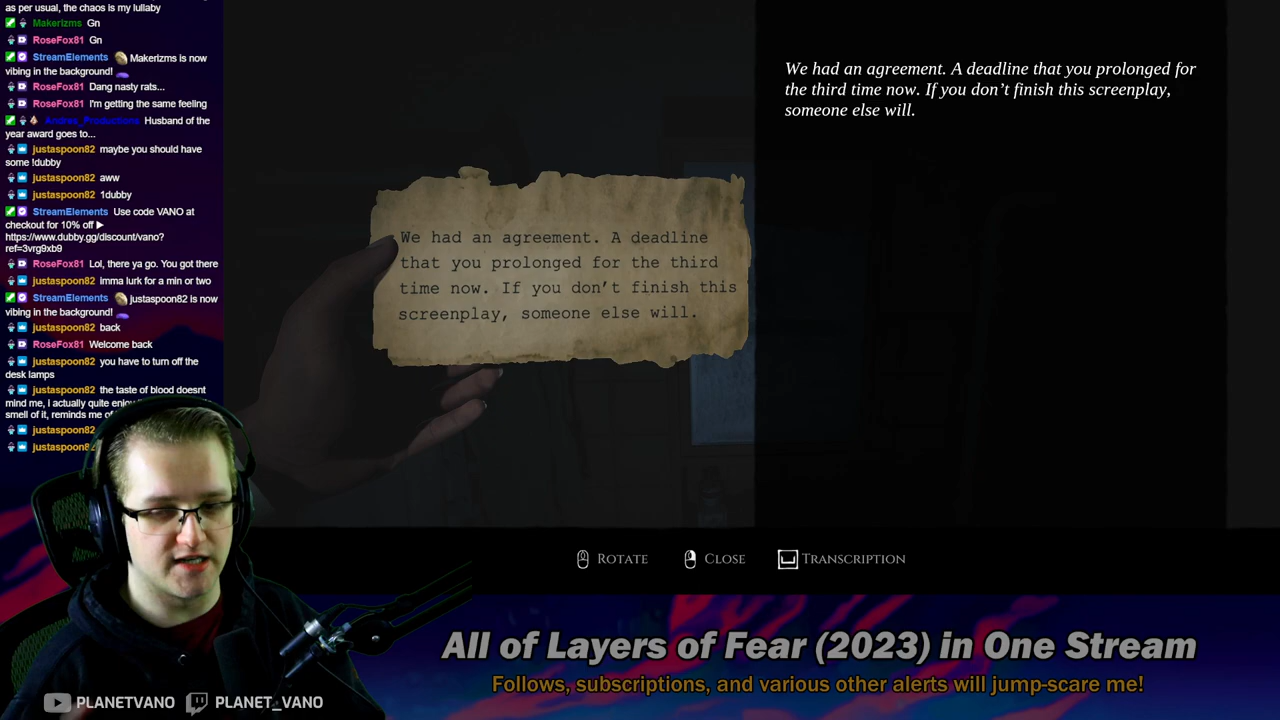 as per usual, the chaos is my lullaby
MakerIzms Gn
RoseFox81 Gn
StreamElements MakerIzms is now
vibing in the background!
RoseFox81 Dang nasty rats...
RoseFox81 I'm getting the same feeling
Andrea_Productions Husband of the
year award goes to...
justaspoon82 maybe you should have
some !dubby
justaspoon82 aww
justaspoon82 1dubby
StreamElements Use code VANO at
checkout for 10% off ▶
https://www.dubby.gg/discount/vano?
ref=3vrg9xb9
RoseFox81 Lol, there ya go. You got there
justaspoon82 imma lurk for a min or two
StreamElements justaspoon82 is now
vibing in the background!
justaspoon82 back
RoseFox81 Welcome back
justaspoon82 you have to turn off the
desk lamps
justaspoon82 the taste of blood doesnt
mind me, I actually quite enjoy
smell of it, reminds me of
justaspoon82
justaspoon82
We had an agreement. A deadline
that you prolonged for the third
time now. If you don't finish this
screenplay, someone else will.
We had an agreement. A deadline that you prolonged for
the third time now. If you don't finish this screenplay,
someone else will.
ROTATE CLOSE TRANSCRIPTION
All of Layers of Fear (2023) in One Stream
Follows, subscriptions, and various other alerts will jump-scare me!
PLANETVANO PLANET_VANO